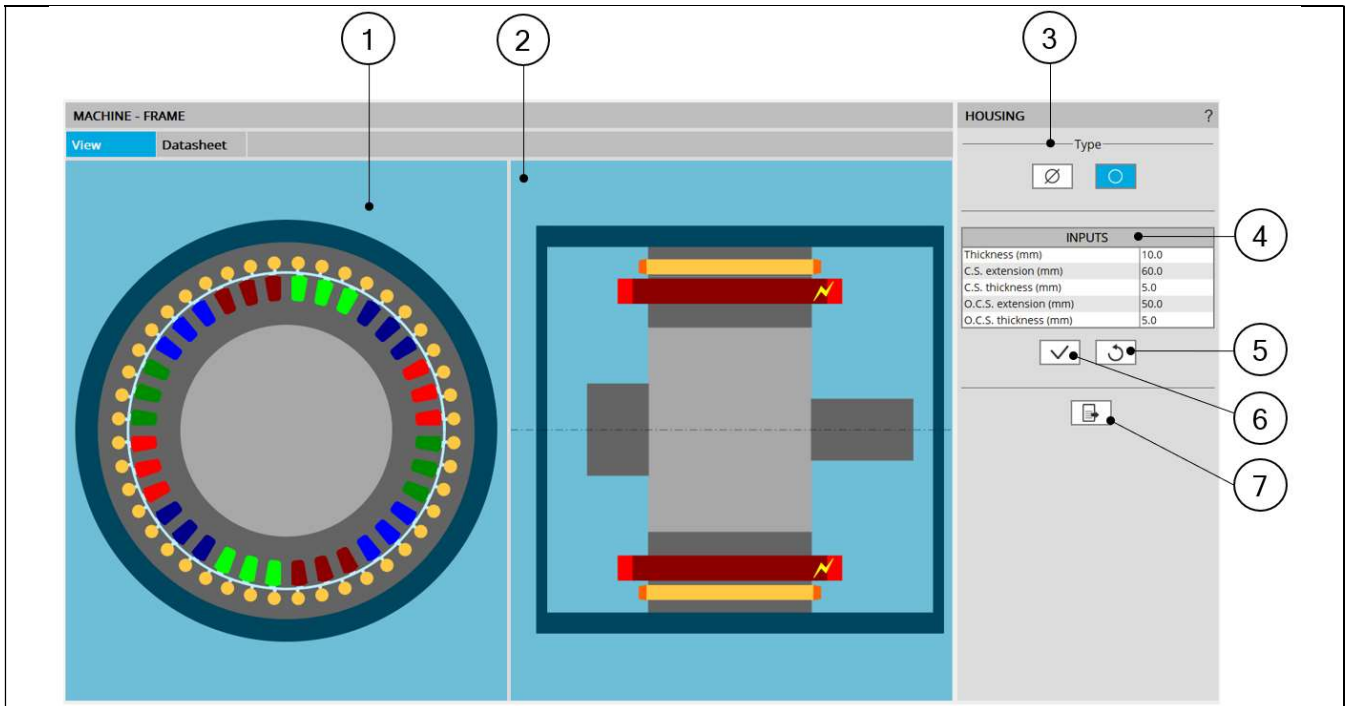 1
2
3
MACHINE - FRAME
View Datasheet
HOUSING ?
Type
INPUTS
4
Thickness (mm) 10.0
C.S. extension (mm) 60.0
C.S. thickness (mm) 5.0
O.C.S. extension (mm) 50.0
O.C.S. thickness (mm) 5.0
5
6
7